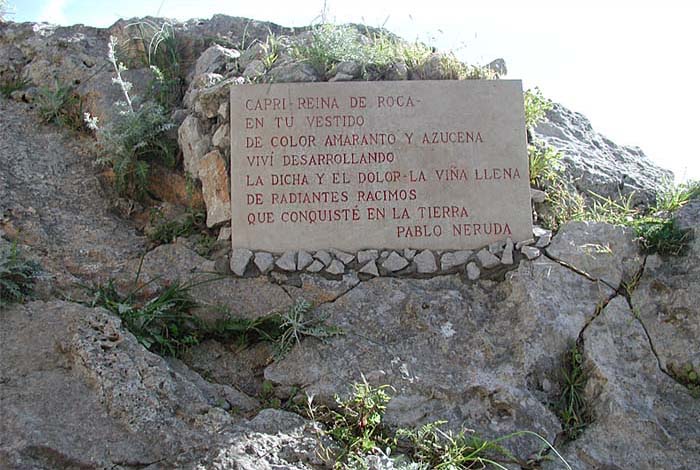 CAPRI-REINA DE ROCA-
EN TU VESTIDO
DE COLOR AMARANTO Y AZUCENA
VIVÍ DESARROLLANDO
LA DICHA Y EL DOLOR-LA VIÑA LLENA
DE RADIANTES RACIMOS
QUE CONQUISTÉ EN LA TIERRA
PABLO NERUDA